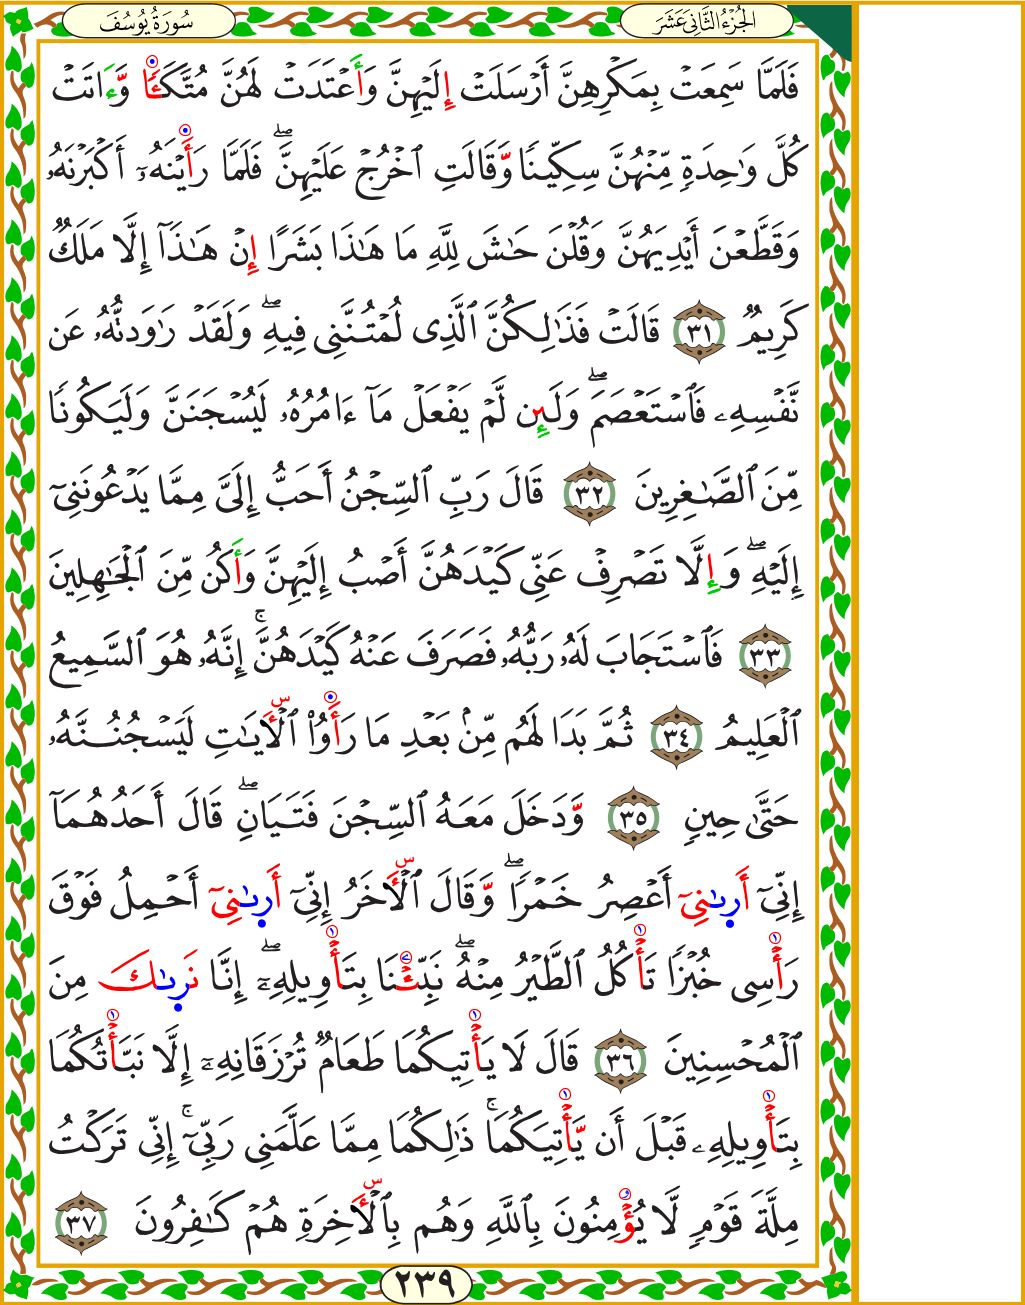 الجُزْءُ الثَّانِيَ عَشَرَ
سُورَةُ يُوسُفَ
فَلَمَّا سَمِعَتْ بِمَكْرِهِنَّ أَرْسَلَتْ إِلَيْهِنَّ وَأَعْتَدَتْ لَهُنَّ مُتَّكَـًٔا وَّءَاتَتْ
كُلَّ وَٰحِدَةٍ مِّنْهُنَّ سِكِّينًا وَّقَالَتِ ٱخْرُجْ عَلَيْهِنَّۖ فَلَمَّا رَأَيْنَهُۥٓ أَكْبَرْنَهُۥ
وَقَطَّعْنَ أَيْدِيَهُنَّ وَقُلْنَ حَٰشَ لِلَّهِ مَا هَٰذَا بَشَرًا إِنْ هَٰذَآ إِلَّا مَلَكٌ
كَرِيمٌ ٣١ قَالَتْ فَذَٰلِكُنَّ ٱلَّذِى لُمْتُنَّنِى فِيهِۖ وَلَقَدْ رَٰوَدتُّهُۥ عَن
نَّفْسِهِۦ فَٱسْتَعْصَمَۖ وَلَئِن لَّمْ يَفْعَلْ مَآ ءَامُرُهُۥ لَيُسْجَنَنَّ وَلَيَكُونًا
مِّنَ ٱلصَّٰغِرِينَ ٣٢ قَالَ رَبِّ ٱلسِّجْنُ أَحَبُّ إِلَىَّ مِمَّا يَدْعُونَنِىٓ
إِلَيْهِۖ وَإِلَّا تَصْرِفْ عَنِّى كَيْدَهُنَّ أَصْبُ إِلَيْهِنَّ وَأَكُن مِّنَ ٱلْجَٰهِلِينَ
٣٣ فَٱسْتَجَابَ لَهُۥ رَبُّهُۥ فَصَرَفَ عَنْهُ كَيْدَهُنَّۚ إِنَّهُۥ هُوَ ٱلسَّمِيعُ
ٱلْعَلِيمُ ٣٤ ثُمَّ بَدَا لَهُم مِّنۢ بَعْدِ مَا رَأَوُا۟ ٱلْأَيَٰتِ لَيَسْجُنُنَّهُۥ
حَتَّىٰ حِينٍ ٣٥ وَّدَخَلَ مَعَهُ ٱلسِّجْنَ فَتَيَانِۖ قَالَ أَحَدُهُمَآ
إِنِّىٓ أَرِىٰنِىٓ أَعْصِرُ خَمْرًاۖ وَّقَالَ ٱلْأَخَرُ إِنِّىٓ أَرِىٰنِىٓ أَحْمِلُ فَوْقَ
رَأْسِى خُبْزًا تَأْكُلُ ٱلطَّيْرُ مِنْهُۖ نَبِّئْنَا بِتَأْوِيلِهِۦٓۖ إِنَّا نَرِىٰكَ مِنَ
ٱلْمُحْسِنِينَ ٣٦ قَالَ لَا يَأْتِيكُمَا طَعَامٌ تُرْزَقَانِهِۦٓ إِلَّا نَبَّأْتُكُمَا
بِتَأْوِيلِهِۦ قَبْلَ أَن يَّأْتِيَكُمَاۚ ذَٰلِكُمَا مِمَّا عَلَّمَنِى رَبِّىٓۚ إِنِّى تَرَكْتُ
مِلَّةَ قَوْمٍ لَّا يُؤْمِنُونَ بِٱللَّهِ وَهُم بِٱلْأَخِرَةِ هُمْ كَٰفِرُونَ ٣٧
٢٣٩